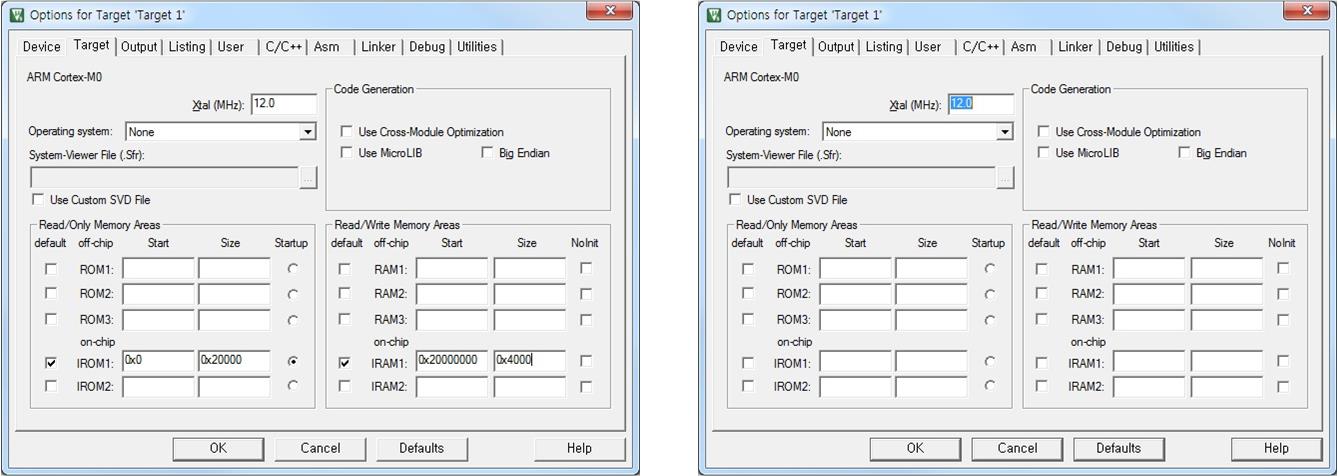 Options for Target 'Target 1'
Device Target Output Listing User C/C++ Asm Linker Debug Utilities
ARM Cortex-M0
Xtal (MHz): 12.0
Operating system: None
System-Viewer File (.Sfr):
...
Use Custom SVD File
Code Generation
Use Cross-Module Optimization
Use MicroLIB Big Endian
Read/Only Memory Areas
default off-chip Start Size Startup
ROM1:
ROM2:
ROM3:
on-chip
IROM1: 0x0 0x20000
IROM2:
Read/Write Memory Areas
default off-chip Start Size NoInit
RAM1:
RAM2:
RAM3:
on-chip
IRAM1: 0x20000000 0x4000
IRAM2:
OK Cancel Defaults Help
Options for Target 'Target 1'
Device Target Output Listing User C/C++ Asm Linker Debug Utilities
ARM Cortex-M0
Xtal (MHz): 12.0
Operating system: None
System-Viewer File (.Sfr):
...
Use Custom SVD File
Code Generation
Use Cross-Module Optimization
Use MicroLIB Big Endian
Read/Only Memory Areas
default off-chip Start Size Startup
ROM1:
ROM2:
ROM3:
on-chip
IROM1:
IROM2:
Read/Write Memory Areas
default off-chip Start Size NoInit
RAM1:
RAM2:
RAM3:
on-chip
IRAM1:
IRAM2:
OK Cancel Defaults Help